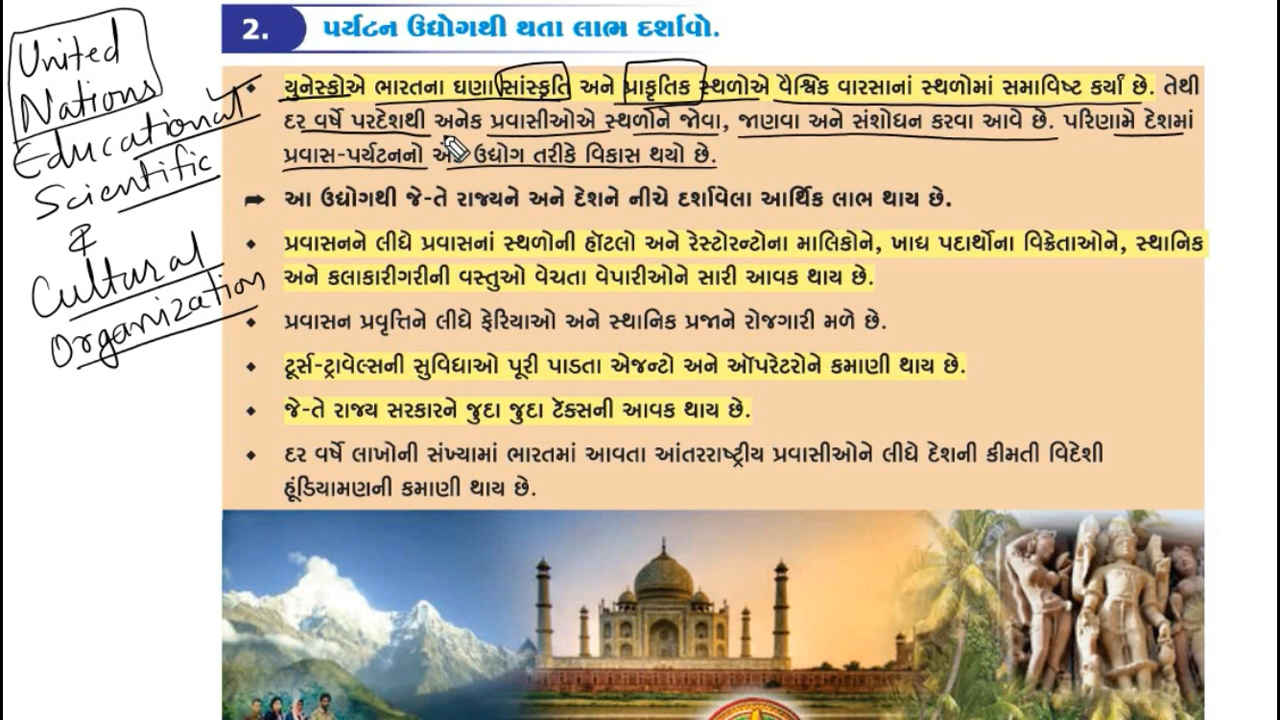 United
Nations
Educational
Scientific
&
Cultural
Organization
2. પર્યટન ઉદ્યોગથી થતા લાભ દર્શાવો.
યુનેસ્કોએ ભારતના ઘણા સાંસ્કૃતિ અને પ્રાકૃતિક સ્થળોએ વૈશ્વિક વારસાનાં સ્થળોમાં સમાવિષ્ટ કર્યાં છે. તેથી
દર વર્ષે પરદેશથી અનેક પ્રવાસીઓએ સ્થળોને જોવા, જાણવા અને સંશોધન કરવા આવે છે. પરિણામે દેશમાં
પ્રવાસ-પર્યટનનો ઉદ્યોગ તરીકે વિકાસ થયો છે.
➡ આ ઉદ્યોગથી જે-તે રાજ્યને અને દેશને નીચે દર્શાવેલા આર્થિક લાભ થાય છે.
પ્રવાસનને લીધે પ્રવાસનાં સ્થળોની હૉટલો અને રેસ્ટોરન્ટોના માલિકોને, ખાદ્ય પદાર્થોના વિક્રેતાઓને, સ્થાનિક
અને કલાકારીગરીની વસ્તુઓ વેચતા વેપારીઓને સારી આવક થાય છે.
પ્રવાસન પ્રવૃત્તિને લીધે ફેરિયાઓ અને સ્થાનિક પ્રજાને રોજગારી મળે છે.
ટૂર્સ-ટ્રાવેલ્સની સુવિધાઓ પૂરી પાડતા એજન્ટો અને ઑપરેટરોને કમાણી થાય છે.
જે-તે રાજ્ય સરકારને જુદા જુદા ટૅક્સની આવક થાય છે.
દર વર્ષે લાખોની સંખ્યામાં ભારતમાં આવતા આંતરરાષ્ટ્રીય પ્રવાસીઓને લીધે દેશની કીમતી વિદેશી
હૂંડિયામણની કમાણી થાય છે.